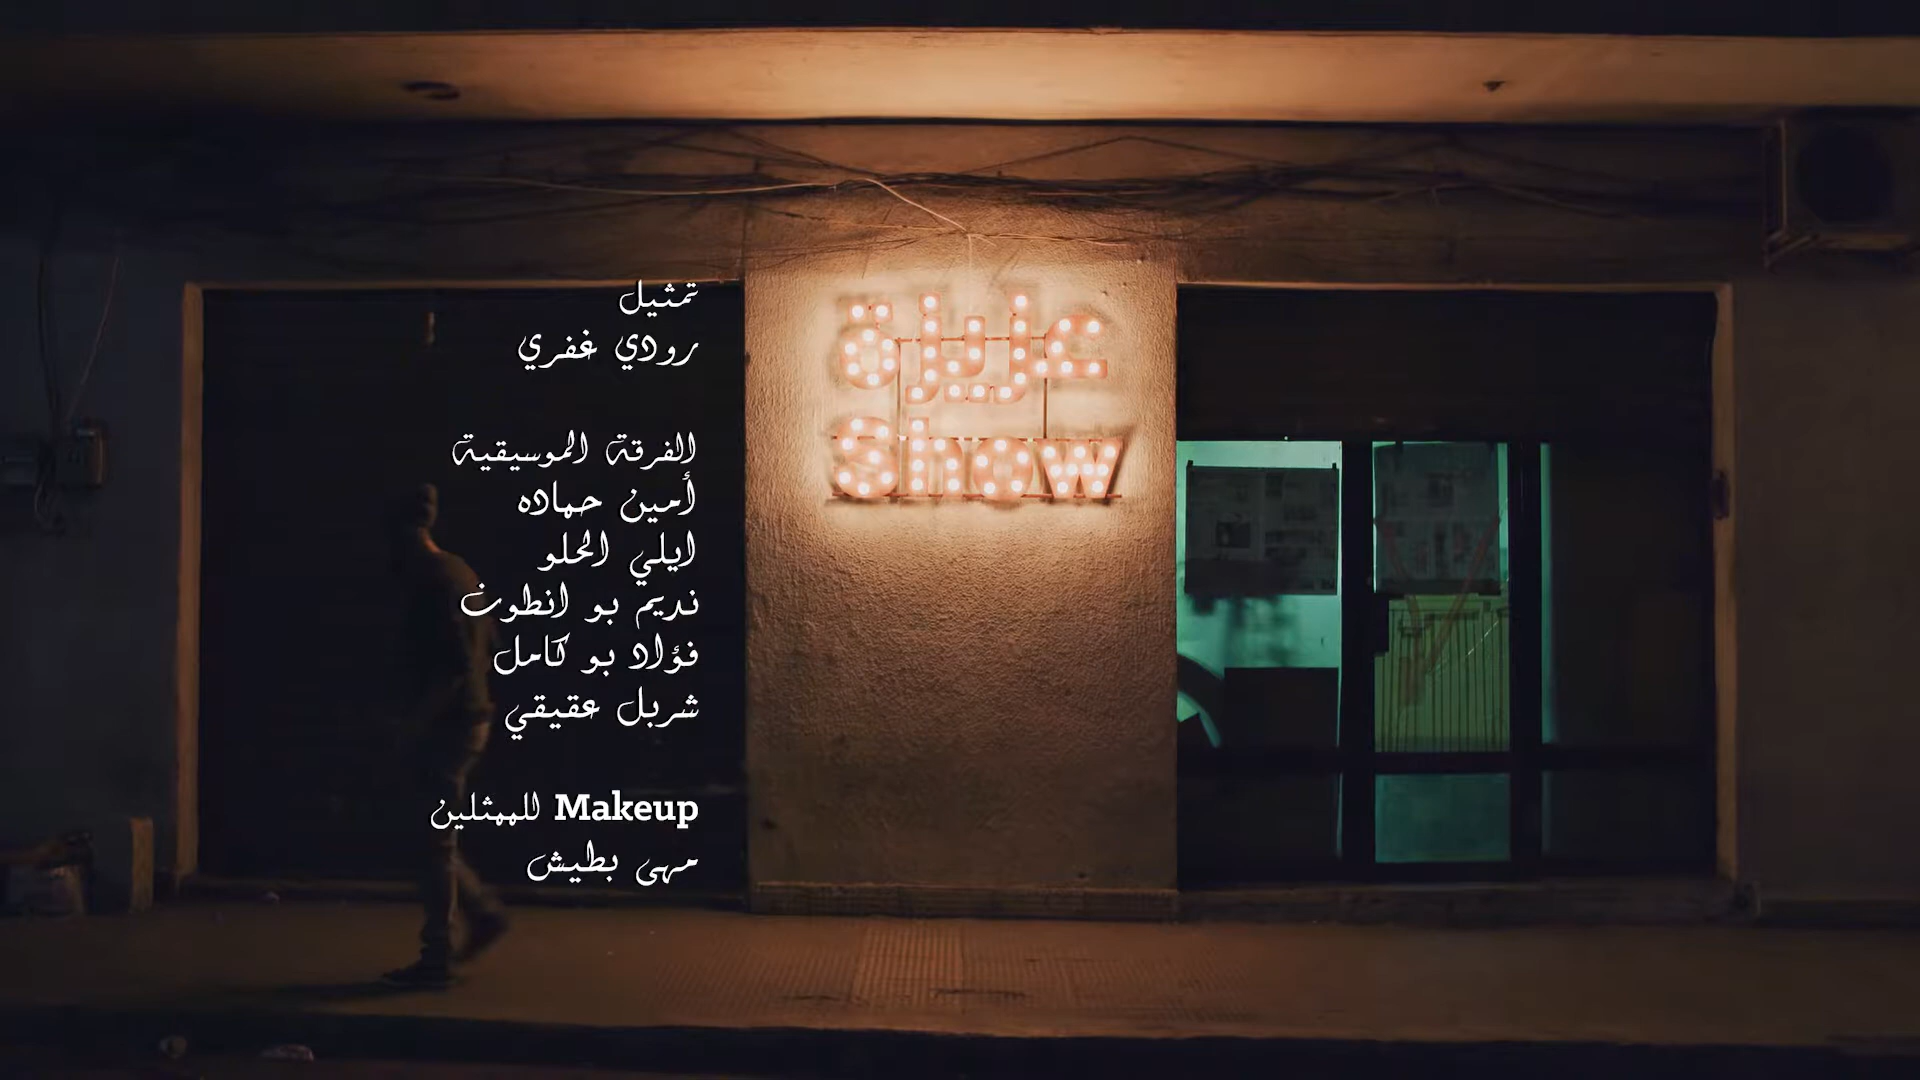 تمثيل
رودي غفري
الفرقة الموسيقية
أمين حماده
ايلي الحلو
نديم بو انطون
فؤاد بو كامل
شربل عقيقي
Makeup للممثلين
مهى بطيش
عزيزة
Show